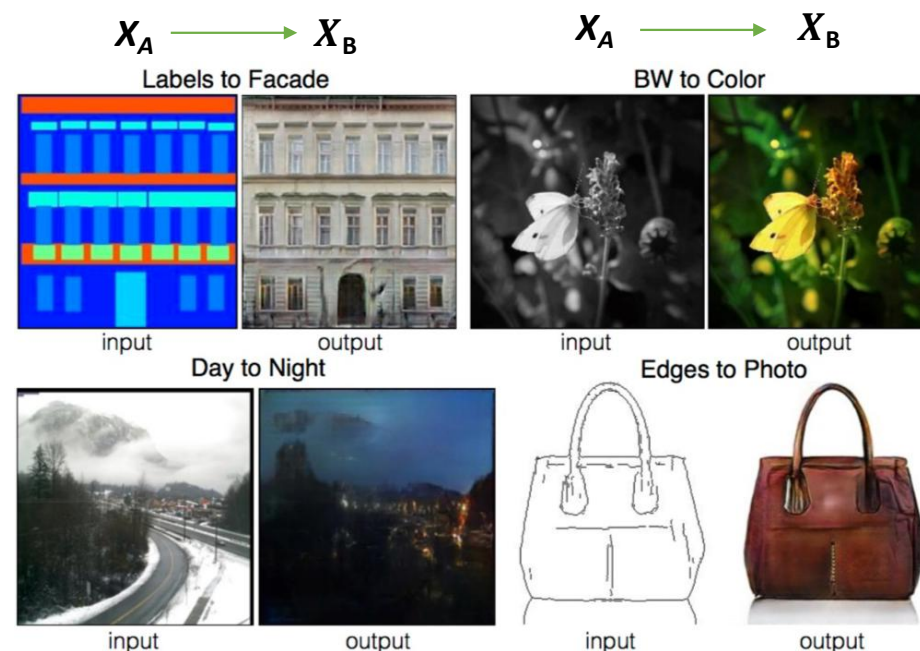 X_A → X_B
X_A → X_B
Labels to Facade
BW to Color
input
output
input
output
Day to Night
Edges to Photo
input
output
input
output